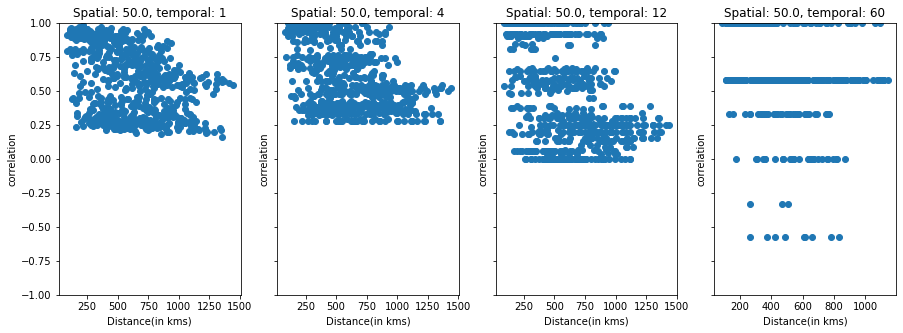 Spatial: 50.0, temporal: 1
1.00
0.75
0.50
0.25
0.00
−0.25
−0.50
−0.75
−1.00
correlation
250 500 750 1000 1250 1500
Distance(in kms)
Spatial: 50.0, temporal: 4
correlation
250 500 750 1000 1250 1500
Distance(in kms)
Spatial: 50.0, temporal: 12
correlation
250 500 750 1000 1250 1500
Distance(in kms)
Spatial: 50.0, temporal: 60
correlation
200 400 600 800 1000
Distance(in kms)